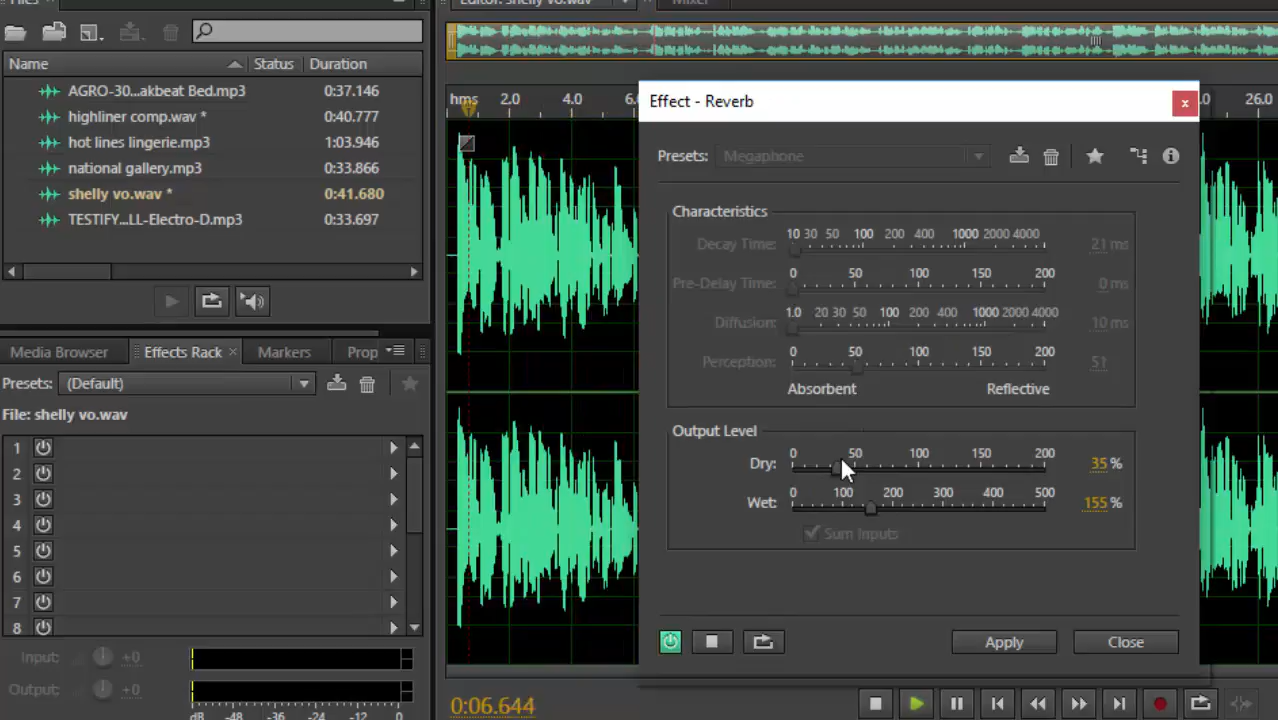 Files
Editor: shelly vo.wav
Mixer
Name Status Duration
AGRO-30...akbeat Bed.mp3 0:37.146
highliner comp.wav * 0:40.777
hot lines lingerie.mp3 1:03.946
national gallery.mp3 0:33.866
shelly vo.wav * 0:41.680
TESTIFY...LL-Electro-D.mp3 0:33.697
Media Browser Effects Rack × Markers Prop
Presets: (Default)
File: shelly vo.wav
1
2
3
4
5
6
7
8
Input: +0
Output: +0
dB -48 -36 -24 -12 0
hms 2.0 4.0 6.0 26.0
Effect - Reverb
x
Presets: Megaphone
Characteristics
10 30 50 100 200 400 1000 2000 4000
Decay Time: 21 ms
0 50 100 150 200
Pre-Delay Time: 0 ms
1.0 20 30 50 100 200 400 1000 2000 4000
Diffusion: 10 ms
0 50 100 150 200
Perception: 51
Absorbent Reflective
Output Level
0 50 100 150 200
Dry: 35 %
0 100 200 300 400 500
Wet: 155 %
Sum Inputs
Apply Close
0:06.644